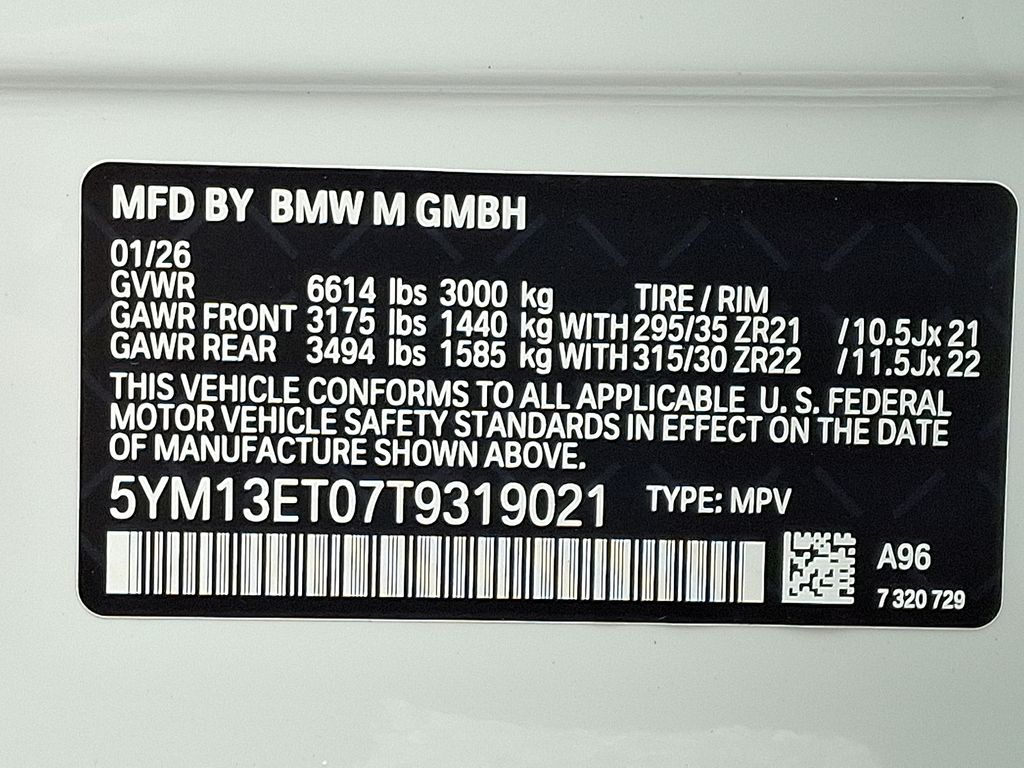 MFD BY BMW M GMBH
01/26
GVWR 6614 lbs 3000 kg TIRE / RIM
GAWR FRONT 3175 lbs 1440 kg WITH 295/35 ZR21 /10.5Jx 21
GAWR REAR 3494 lbs 1585 kg WITH 315/30 ZR22 /11.5Jx 22
THIS VEHICLE CONFORMS TO ALL APPLICABLE U. S. FEDERAL
MOTOR VEHICLE SAFETY STANDARDS IN EFFECT ON THE DATE
OF MANUFACTURE SHOWN ABOVE.
5YM13ET07T9319021 TYPE: MPV
A96
7 320 729